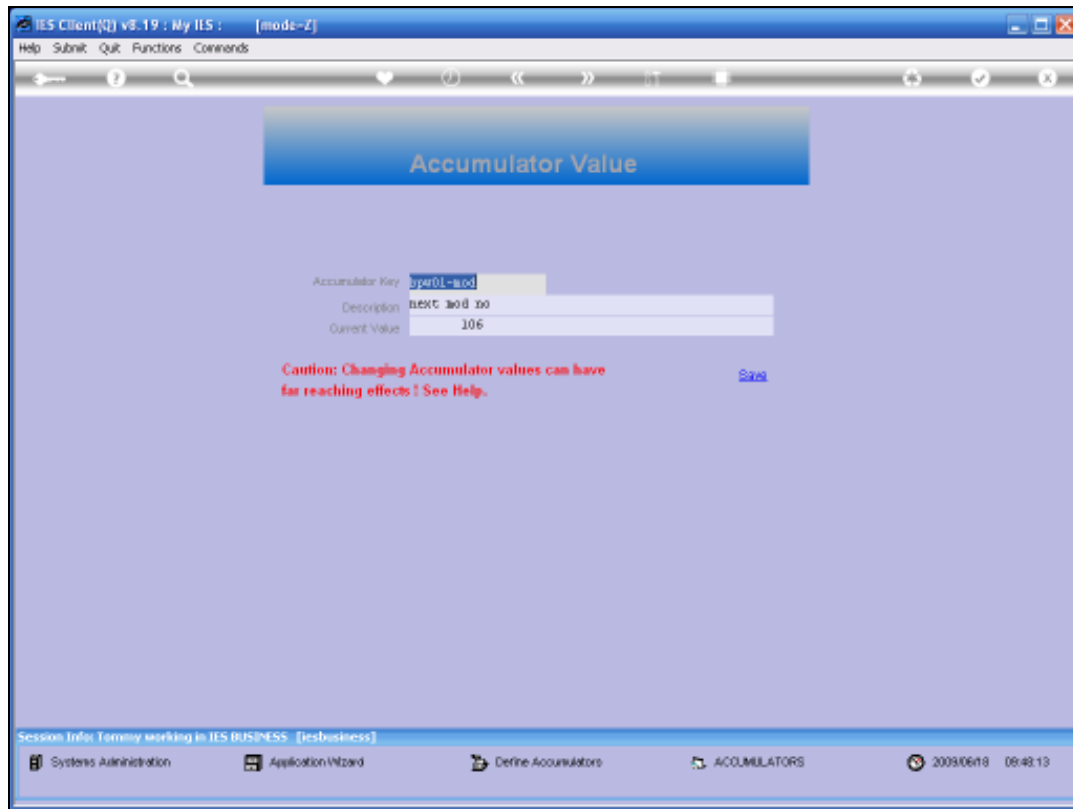 IES Client(Q) v8.19 : My IES : [mode=Z]
Help Submit Quit Functions Commands
Accumulator Value
Accumulator Key bpw01-mod
Description next mod no
Current Value 106
Caution: Changing Accumulator values can have
far reaching effects ! See Help.
Save
Session Info: Tommy working in IES BUSINESS [iesbusiness]
Systems Administration Application Wizard Define Accumulators ACCUMULATORS 2009/06/18 09:48:13